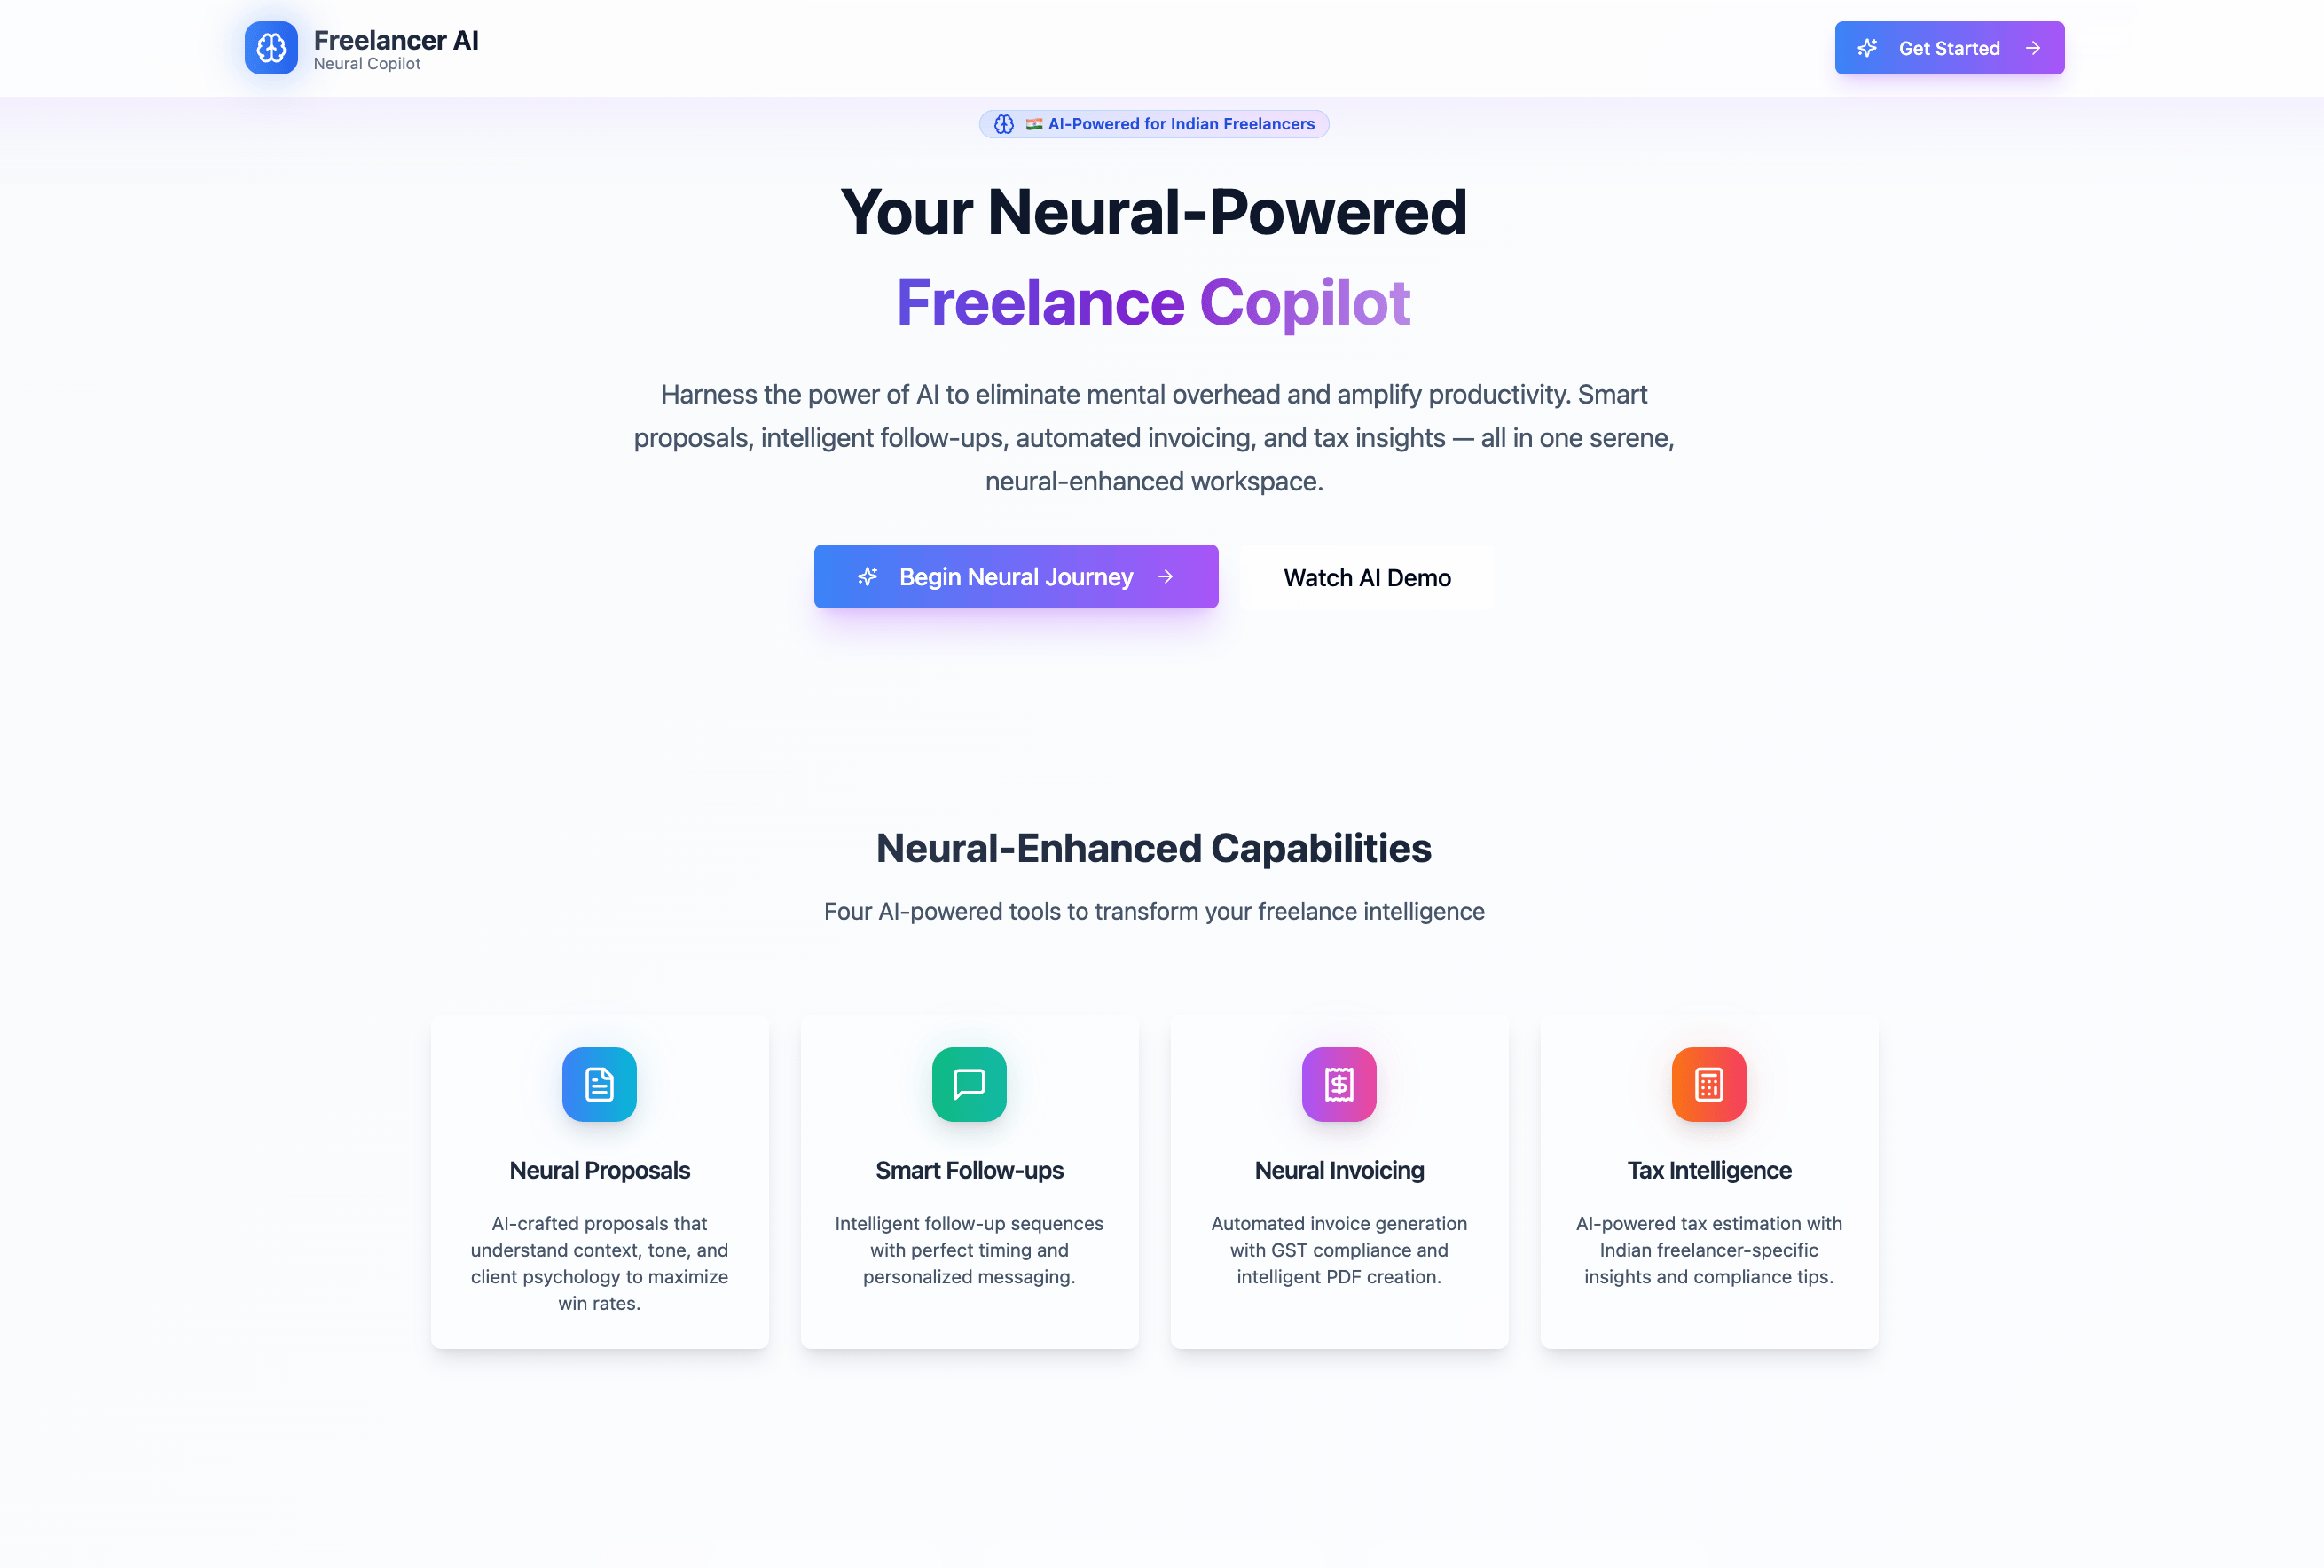 Freelancer AI
Neural Copilot
Get Started
🇮🇳 AI-Powered for Indian Freelancers
Your Neural-Powered
Freelance Copilot
Harness the power of AI to eliminate mental overhead and amplify productivity. Smart
proposals, intelligent follow-ups, automated invoicing, and tax insights — all in one serene,
neural-enhanced workspace.
Begin Neural Journey
Watch AI Demo
Neural-Enhanced Capabilities
Four AI-powered tools to transform your freelance intelligence
Neural Proposals
AI-crafted proposals that
understand context, tone, and
client psychology to maximize
win rates.
Smart Follow-ups
Intelligent follow-up sequences
with perfect timing and
personalized messaging.
Neural Invoicing
Automated invoice generation
with GST compliance and
intelligent PDF creation.
Tax Intelligence
AI-powered tax estimation with
Indian freelancer-specific
insights and compliance tips.